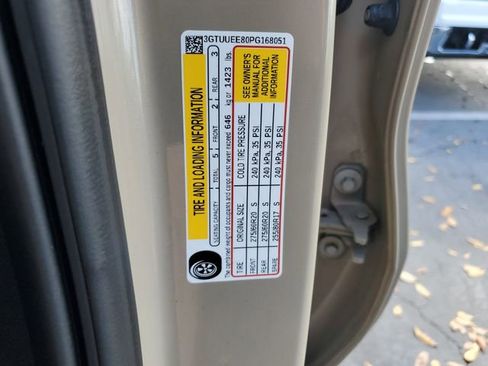 3GTUUEE80PG168051
TIRE AND LOADING INFORMATION
SEATING CAPACITY TOTAL 5 FRONT 2 REAR 3
The combined weight of occupants and cargo must never exceed 646 kg or 1423 lbs.
TIRE ORIGINAL SIZE COLD TIRE PRESSURE
FRONT 275/60R20 S 240 kPa, 35 PSI
REAR 275/60R20 S 240 kPa, 35 PSI
SPARE 255/80R17 S 240 kPa, 35 PSI
SEE OWNER'S
MANUAL FOR
ADDITIONAL
INFORMATION